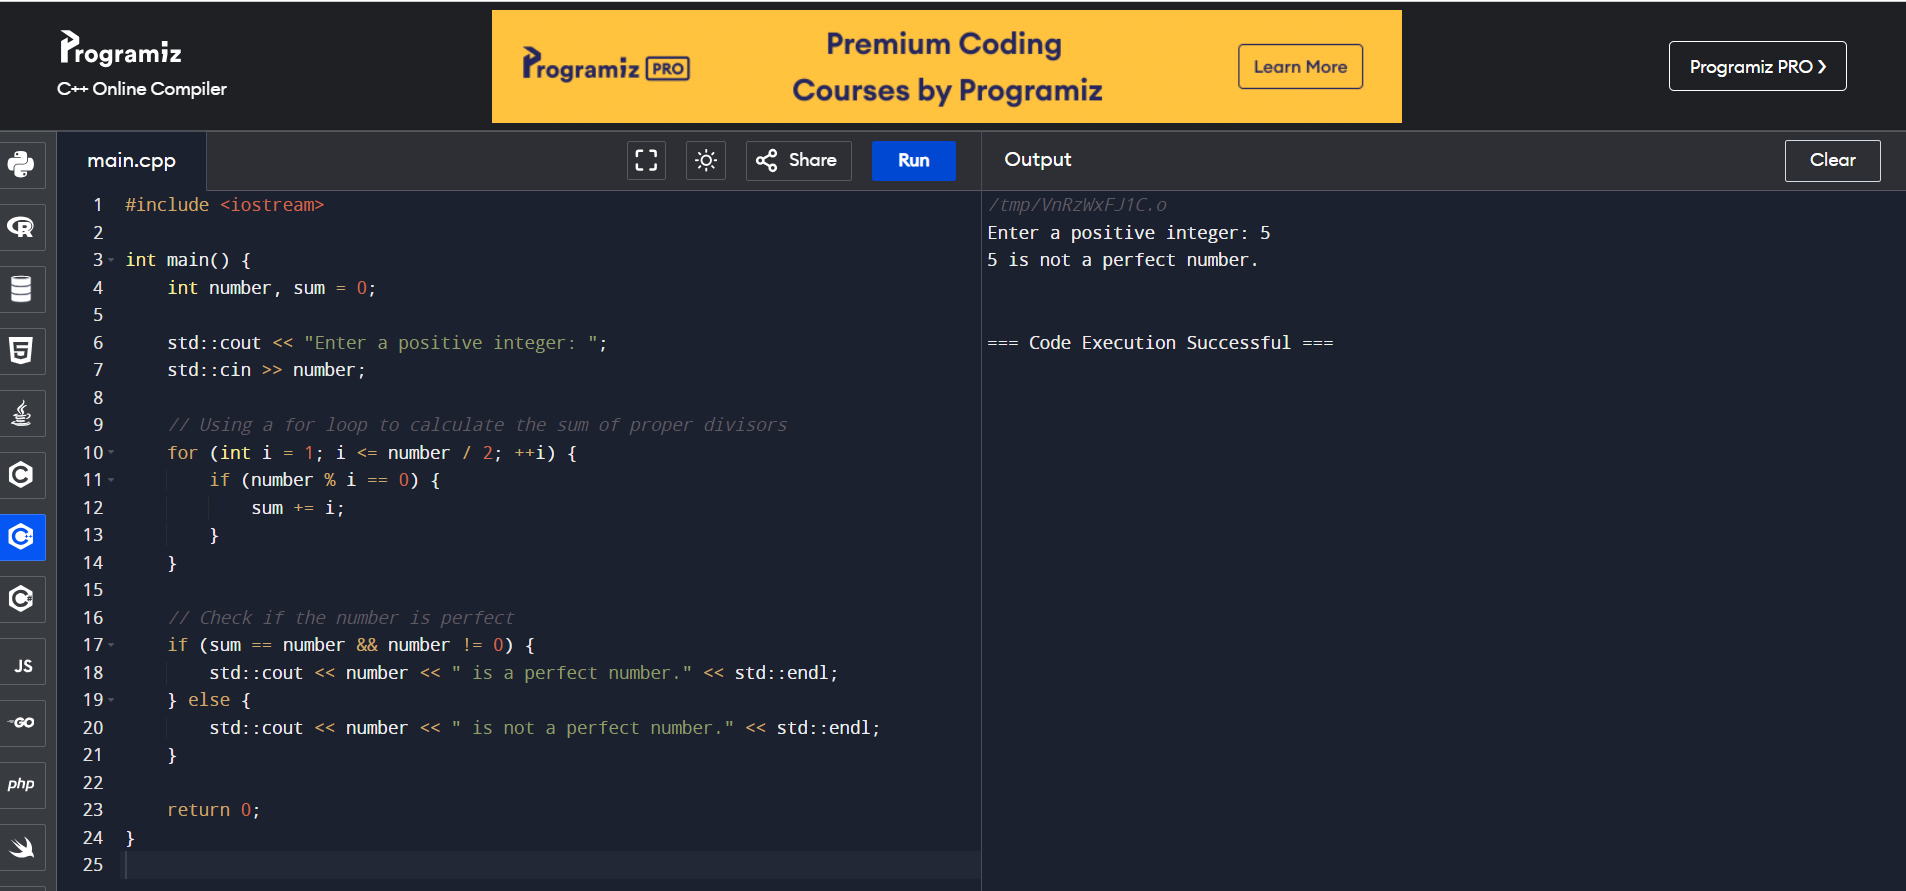 Programiz
C++ Online Compiler
Programiz PRO
Premium Coding
Courses by Programiz
Learn More
Programiz PRO ❯
main.cpp
Share
Run
Output
Clear
1 #include <iostream>
2
3 int main() {
4     int number, sum = 0;
5
6     std::cout << "Enter a positive integer: ";
7     std::cin >> number;
8
9     // Using a for loop to calculate the sum of proper divisors
10     for (int i = 1; i <= number / 2; ++i) {
11         if (number % i == 0) {
12             sum += i;
13         }
14     }
15
16     // Check if the number is perfect
17     if (sum == number && number != 0) {
18         std::cout << number << " is a perfect number." << std::endl;
19     } else {
20         std::cout << number << " is not a perfect number." << std::endl;
21     }
22
23     return 0;
24 }
25
/tmp/VnRzWxFJ1C.o
Enter a positive integer: 5
5 is not a perfect number.
=== Code Execution Successful ===
R
5
C
C++
C#
JS
GO
php